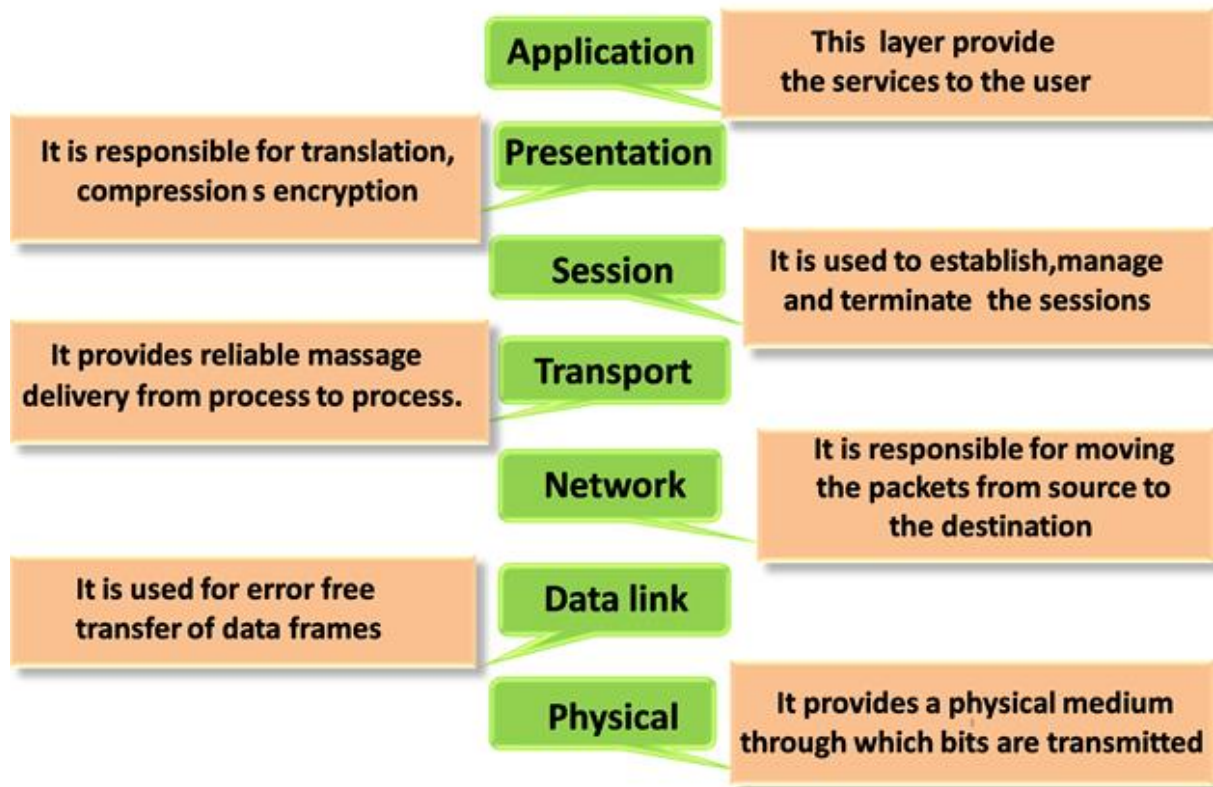 Application
This layer provide
the services to the user
Presentation
It is responsible for translation,
compression s encryption
Session
It is used to establish,manage
and terminate the sessions
Transport
It provides reliable massage
delivery from process to process.
Network
It is responsible for moving
the packets from source to
the destination
Data link
It is used for error free
transfer of data frames
Physical
It provides a physical medium
through which bits are transmitted